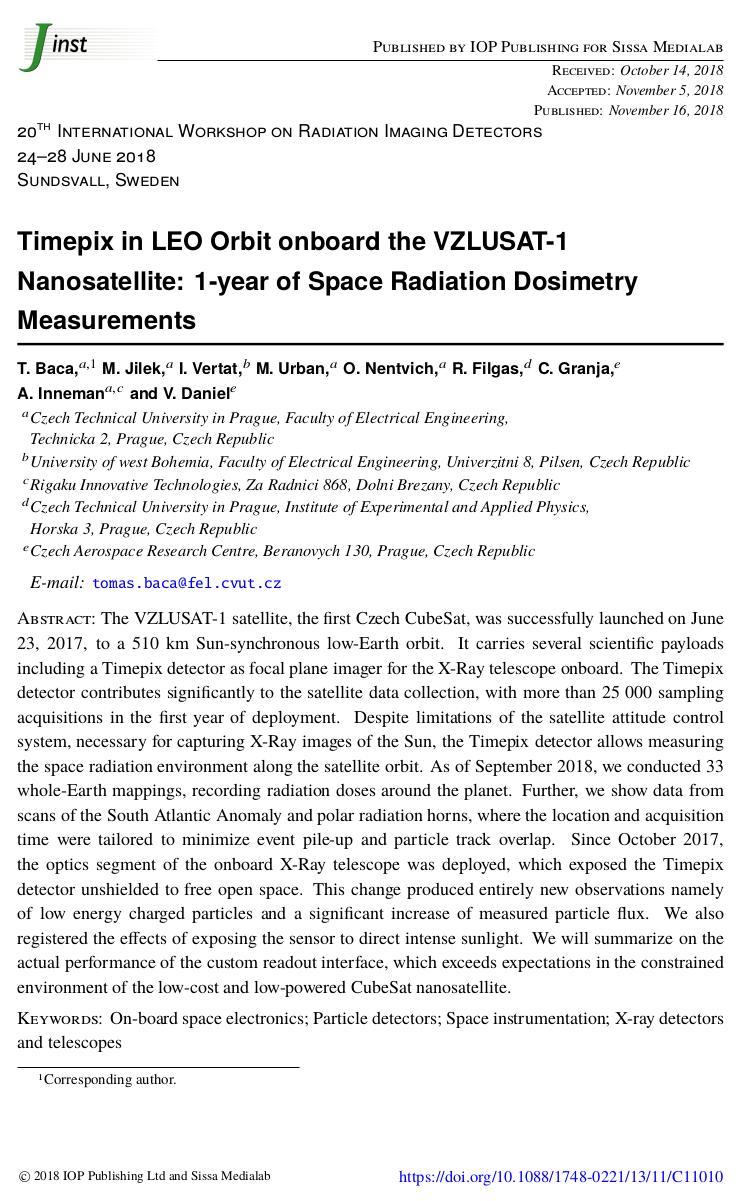 Jinst
Published by IOP Publishing for Sissa Medialab
Received: October 14, 2018
Accepted: November 5, 2018
Published: November 16, 2018
20th International Workshop on Radiation Imaging Detectors
24–28 June 2018
Sundsvall, Sweden
Timepix in LEO Orbit onboard the VZLUSAT-1
Nanosatellite: 1-year of Space Radiation Dosimetry
Measurements
T. Baca,a,1 M. Jilek,a I. Vertat,b M. Urban,a O. Nentvich,a R. Filgas,d C. Granja,e
A. Innemana,c and V. Daniele
aCzech Technical University in Prague, Faculty of Electrical Engineering,
Technicka 2, Prague, Czech Republic
bUniversity of west Bohemia, Faculty of Electrical Engineering, Univerzitni 8, Pilsen, Czech Republic
cRigaku Innovative Technologies, Za Radnici 868, Dolni Brezany, Czech Republic
dCzech Technical University in Prague, Institute of Experimental and Applied Physics,
Horska 3, Prague, Czech Republic
eCzech Aerospace Research Centre, Beranovych 130, Prague, Czech Republic
E-mail: tomas.baca@fel.cvut.cz
Abstract: The VZLUSAT-1 satellite, the first Czech CubeSat, was successfully launched on June
23, 2017, to a 510 km Sun-synchronous low-Earth orbit. It carries several scientific payloads
including a Timepix detector as focal plane imager for the X-Ray telescope onboard. The Timepix
detector contributes significantly to the satellite data collection, with more than 25 000 sampling
acquisitions in the first year of deployment. Despite limitations of the satellite attitude control
system, necessary for capturing X-Ray images of the Sun, the Timepix detector allows measuring
the space radiation environment along the satellite orbit. As of September 2018, we conducted 33
whole-Earth mappings, recording radiation doses around the planet. Further, we show data from
scans of the South Atlantic Anomaly and polar radiation horns, where the location and acquisition
time were tailored to minimize event pile-up and particle track overlap. Since October 2017,
the optics segment of the onboard X-Ray telescope was deployed, which exposed the Timepix
detector unshielded to free open space. This change produced entirely new observations namely
of low energy charged particles and a significant increase of measured particle flux. We also
registered the effects of exposing the sensor to direct intense sunlight. We will summarize on the
actual performance of the custom readout interface, which exceeds expectations in the constrained
environment of the low-cost and low-powered CubeSat nanosatellite.
Keywords: On-board space electronics; Particle detectors; Space instrumentation; X-ray detectors
and telescopes
1Corresponding author.
© 2018 IOP Publishing Ltd and Sissa Medialab
https://doi.org/10.1088/1748-0221/13/11/C11010